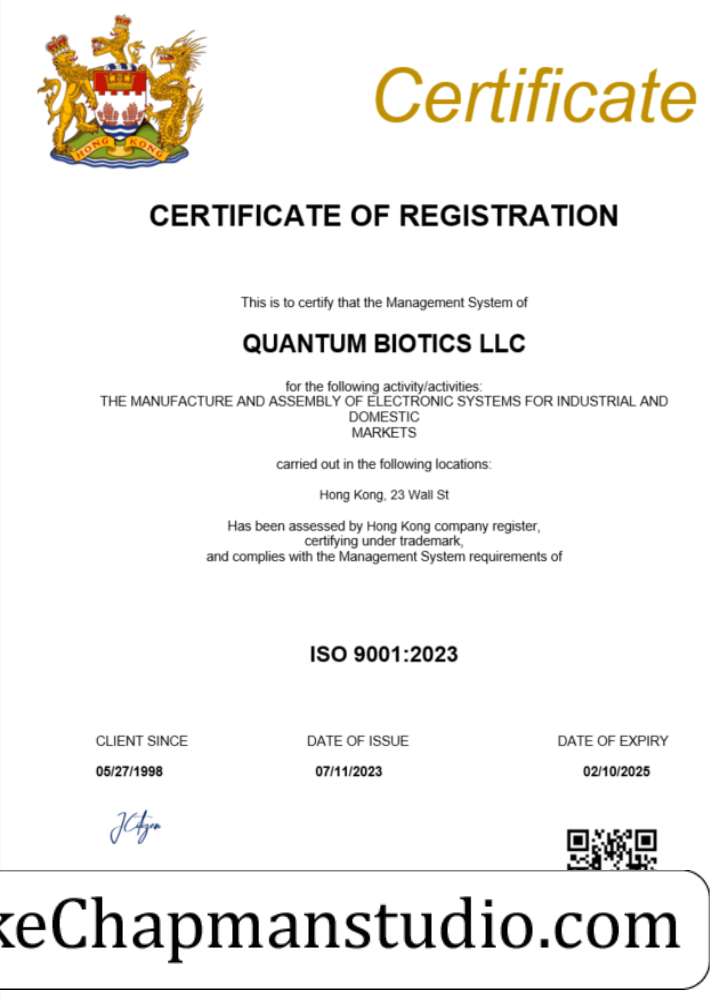 HONG KONG
Certificate
CERTIFICATE OF REGISTRATION
This is to certify that the Management System of
QUANTUM BIOTICS LLC
for the following activity/activities:
THE MANUFACTURE AND ASSEMBLY OF ELECTRONIC SYSTEMS FOR INDUSTRIAL AND
DOMESTIC
MARKETS
carried out in the following locations:
Hong Kong, 23 Wall St
Has been assessed by Hong Kong company register,
certifying under trademark,
and complies with the Management System requirements of
ISO 9001:2023
CLIENT SINCE DATE OF ISSUE DATE OF EXPIRY
05/27/1998 07/11/2023 02/10/2025
keChapmanstudio.com